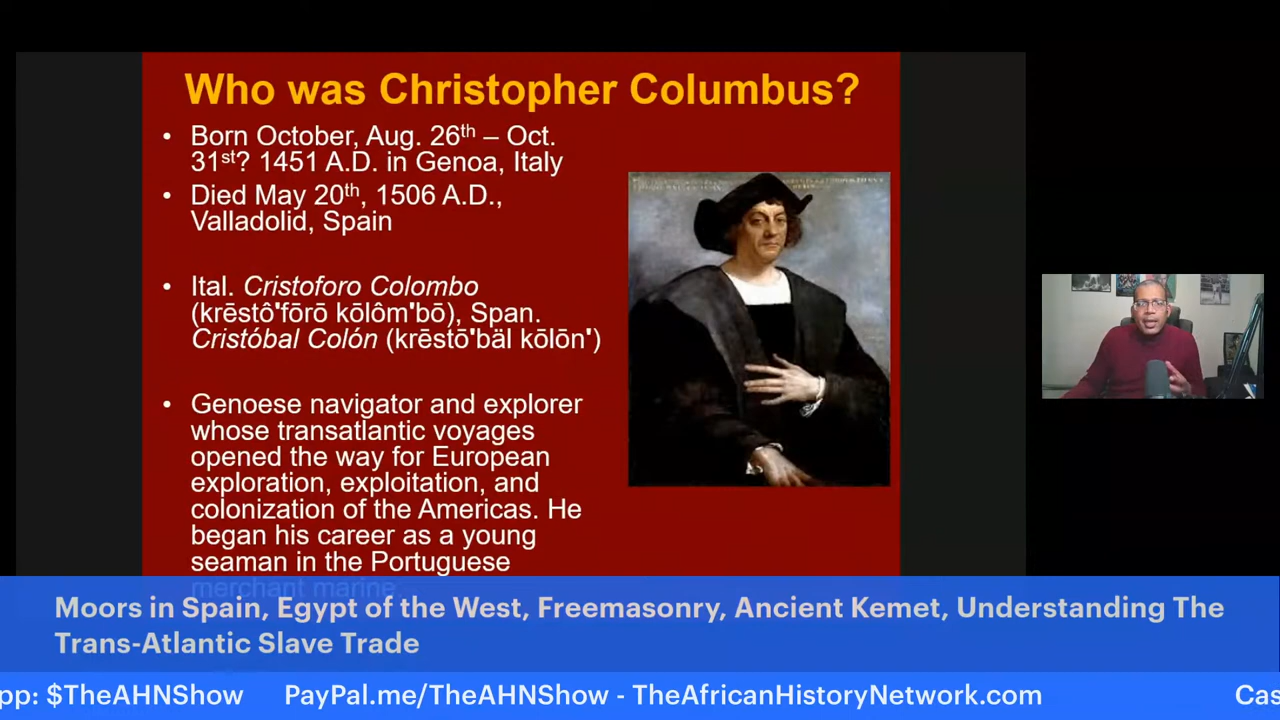 Who was Christopher Columbus?
• Born October, Aug. 26th – Oct.
31st? 1451 A.D. in Genoa, Italy
• Died May 20th, 1506 A.D.,
Valladolid, Spain
• Ital. Cristoforo Colombo
(krēstô'fōrō kōlôm'bō), Span.
Cristóbal Colón (krēstō'bäl kōlōn')
• Genoese navigator and explorer
whose transatlantic voyages
opened the way for European
exploration, exploitation, and
colonization of the Americas. He
began his career as a young
seaman in the Portuguese
merchant marine.
Moors in Spain, Egypt of the West, Freemasonry, Ancient Kemet, Understanding The
Trans-Atlantic Slave Trade
pp: $TheAHNShow PayPal.me/TheAHNShow - TheAfricanHistoryNetwork.com Cas